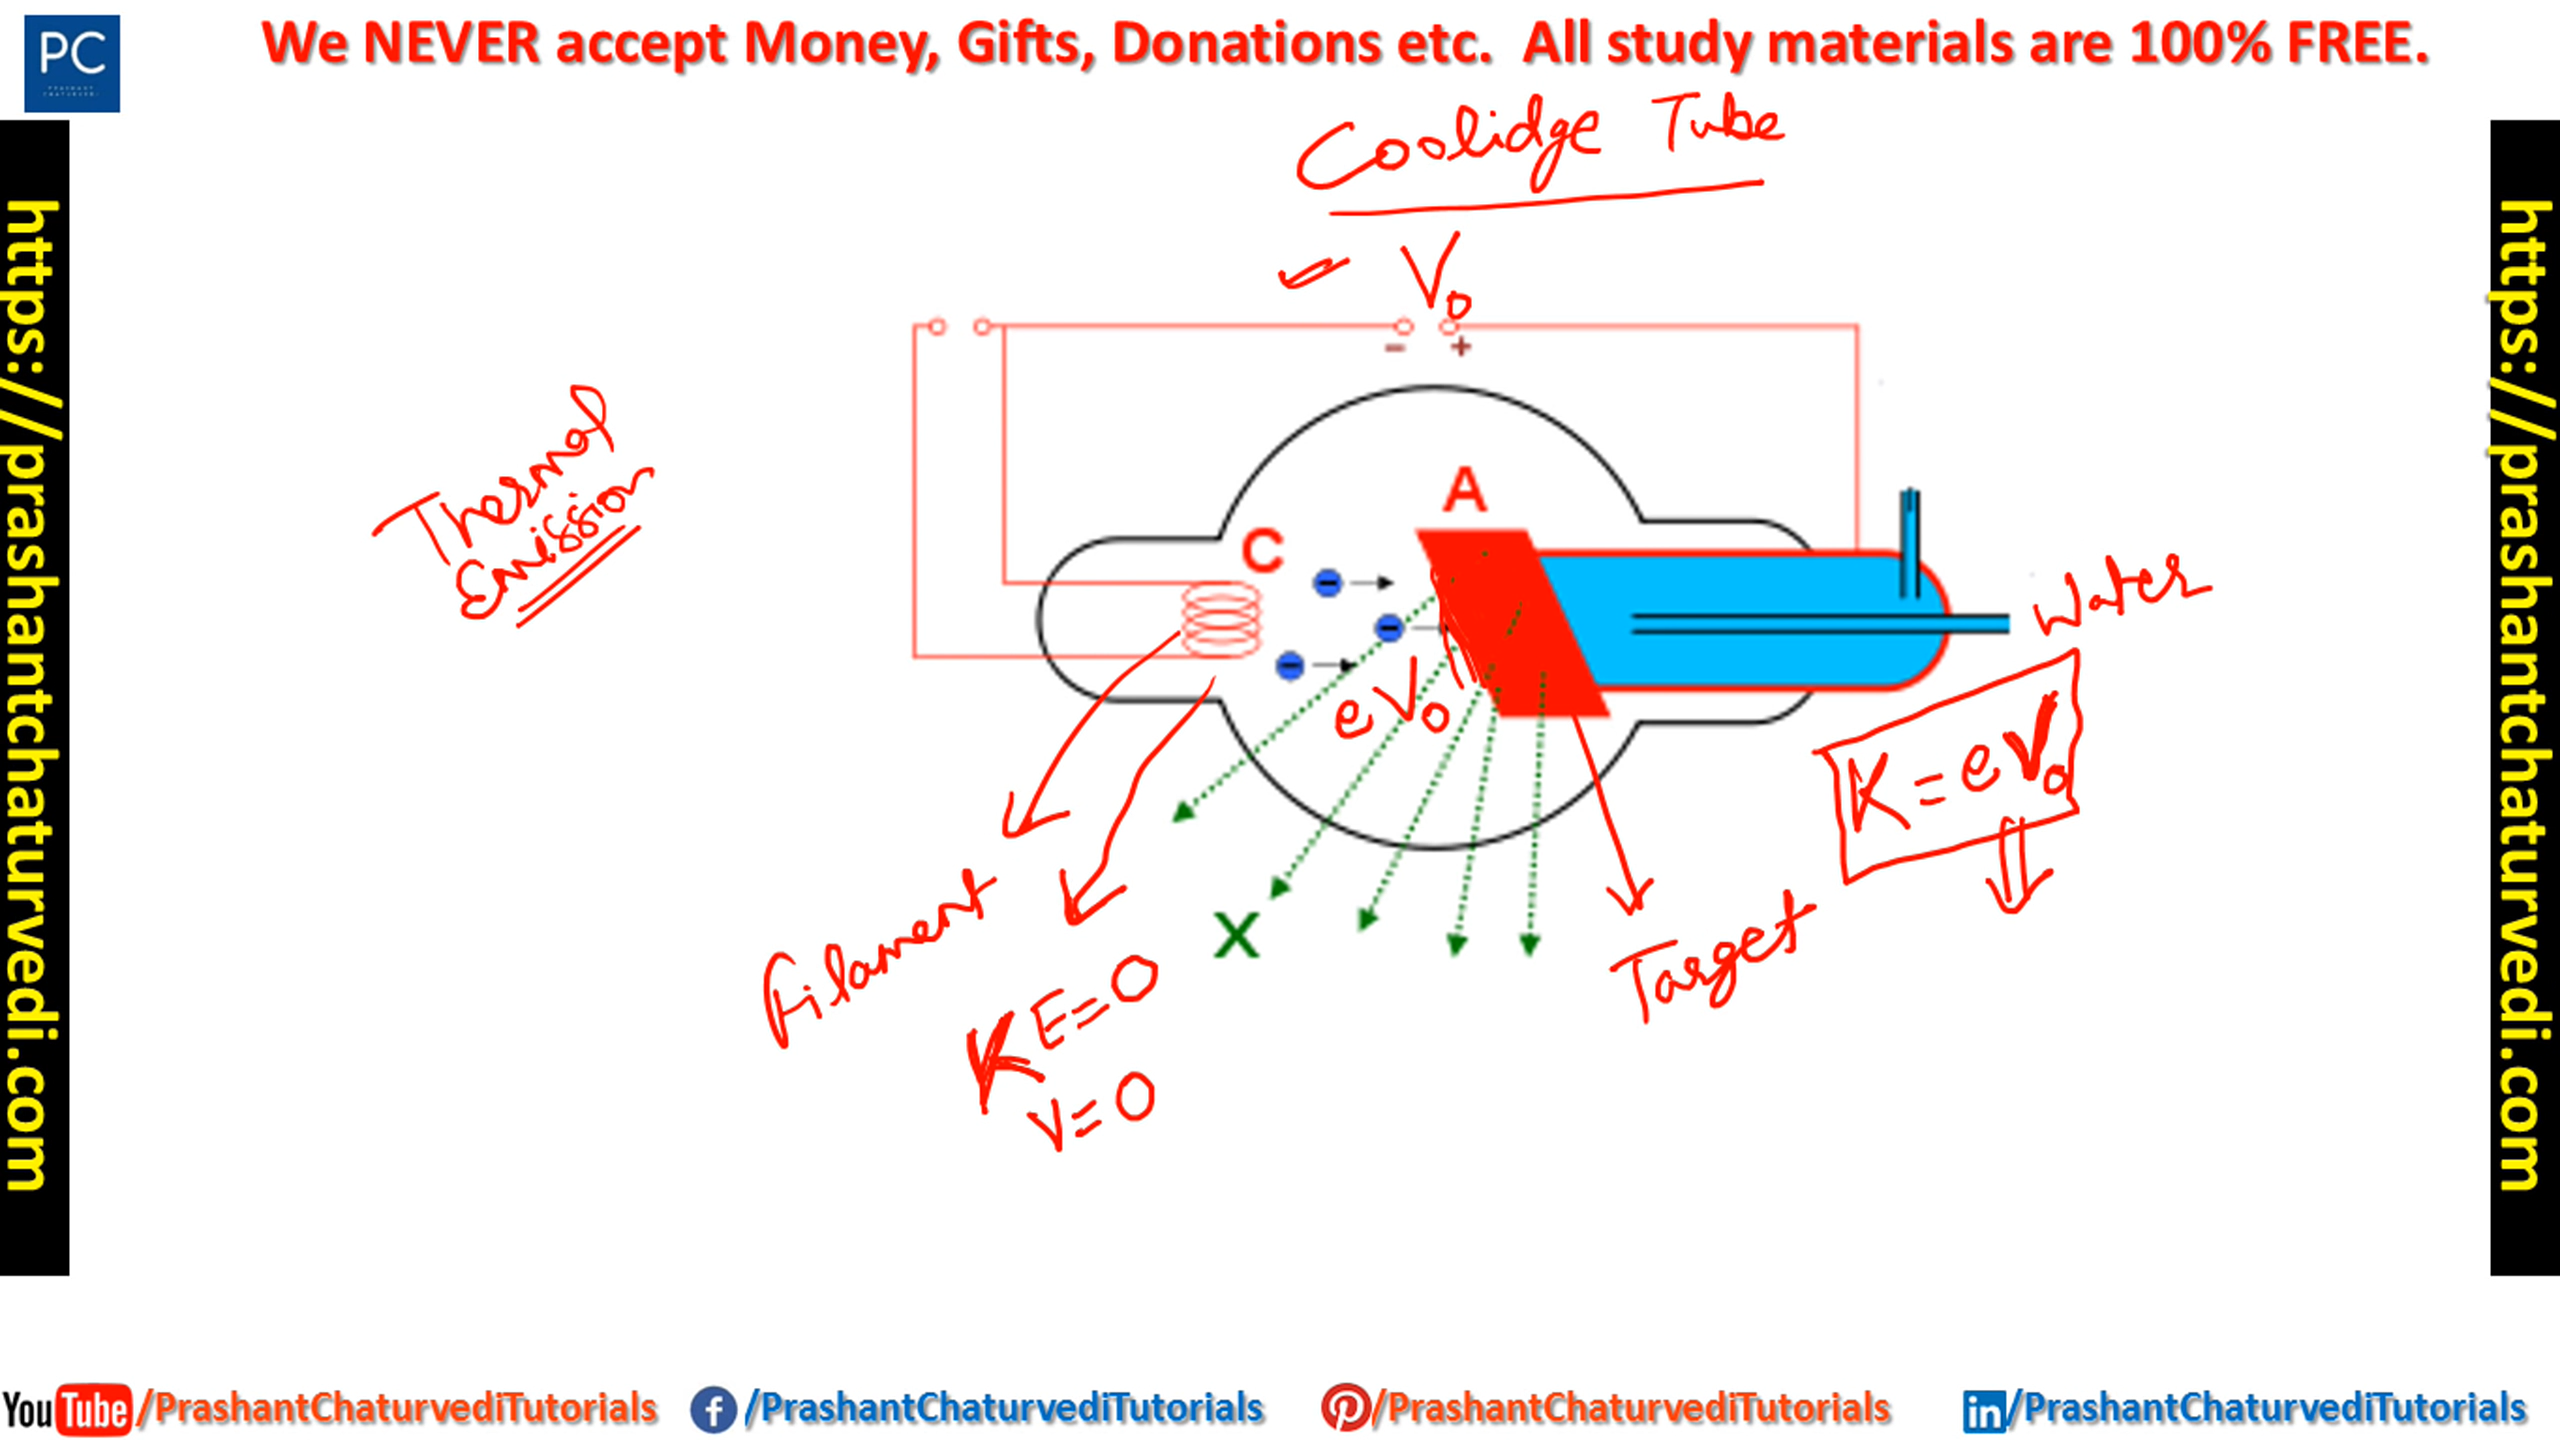 PC
PRASHANT
CHATURVEDI
We NEVER accept Money, Gifts, Donations etc. All study materials are 100% FREE.
https://prashantchaturvedi.com
https://prashantchaturvedi.com
Coolidge Tube
V₀
− +
Thermal
Emission
A
C
Water
eV₀
K = eV₀
Filament
X
Target
KE=0
v=0
YouTube/PrashantChaturvediTutorials
f/PrashantChaturvediTutorials
/PrashantChaturvediTutorials
in/PrashantChaturvediTutorials